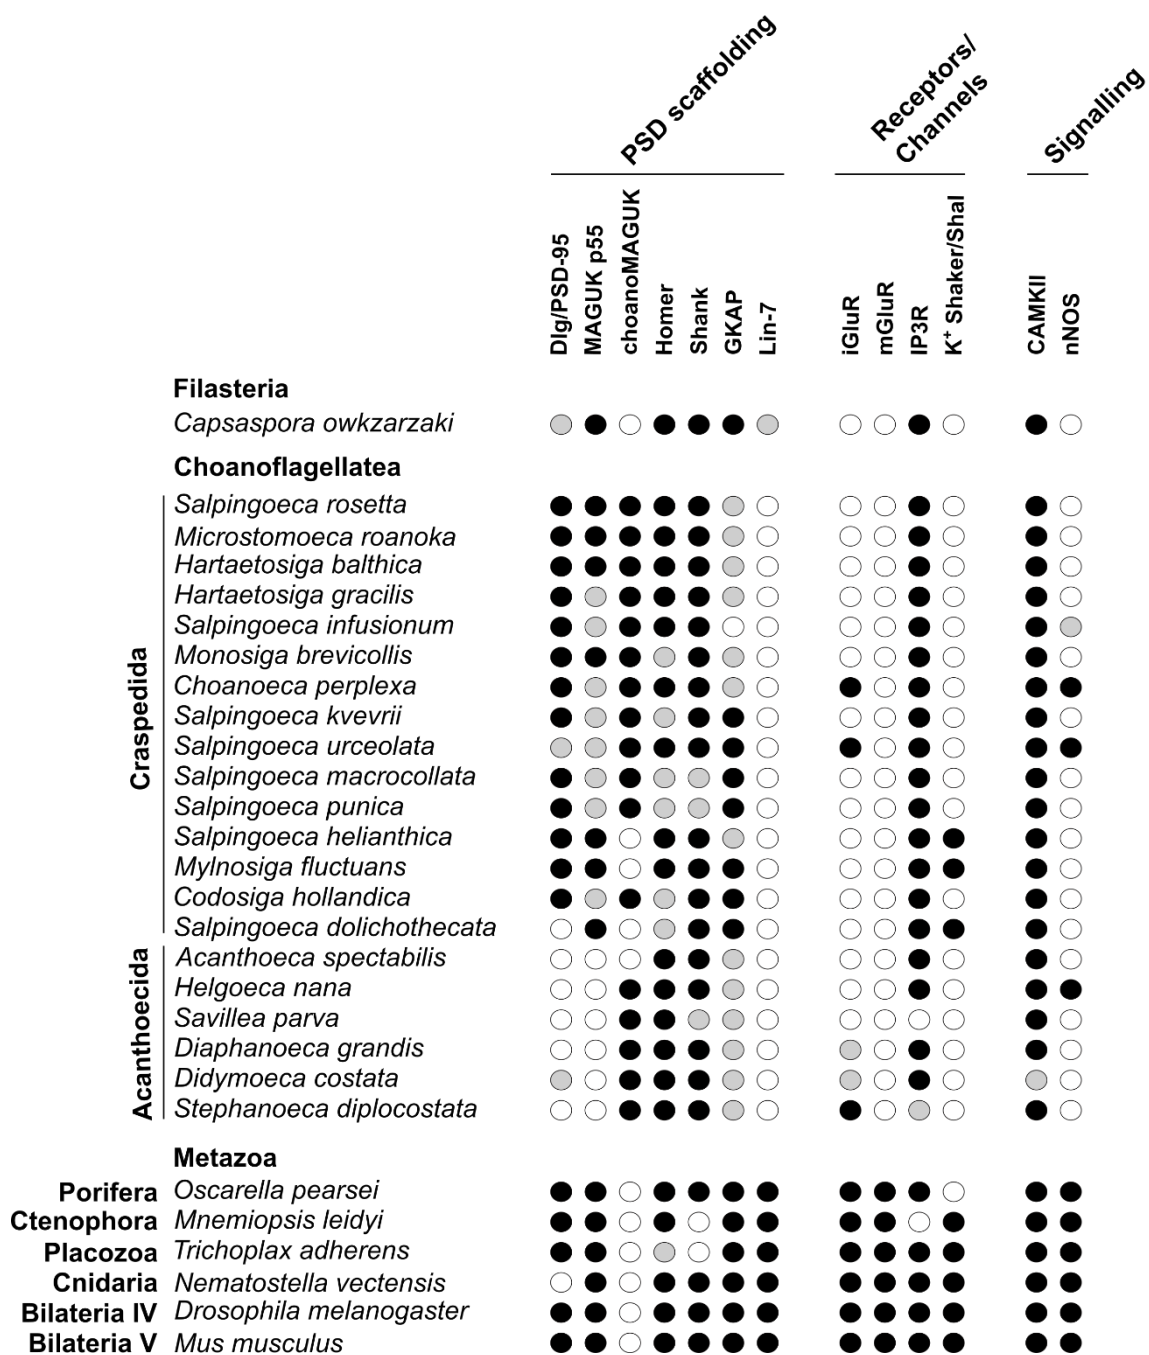 PSD scaffolding
Receptors/
Channels
Signalling
Dlg/PSD-95
MAGUK p55
choanoMAGUK
Homer
Shank
GKAP
Lin-7
iGluR
mGluR
IP3R
K⁺ Shaker/Shal
CAMKII
nNOS
Filasteria
Capsaspora owkzarzaki
Choanoflagellatea
Craspedida
Salpingoeca rosetta
Microstomoeca roanoka
Hartaetosiga balthica
Hartaetosiga gracilis
Salpingoeca infusionum
Monosiga brevicollis
Choanoeca perplexa
Salpingoeca kvevrii
Salpingoeca urceolata
Salpingoeca macrocollata
Salpingoeca punica
Salpingoeca helianthica
Mylnosiga fluctuans
Codosiga hollandica
Salpingoeca dolichothecata
Acanthoecida
Acanthoeca spectabilis
Helgoeca nana
Savillea parva
Diaphanoeca grandis
Didymoeca costata
Stephanoeca diplocostata
Metazoa
Porifera Oscarella pearsei
Ctenophora Mnemiopsis leidyi
Placozoa Trichoplax adherens
Cnidaria Nematostella vectensis
Bilateria IV Drosophila melanogaster
Bilateria V Mus musculus